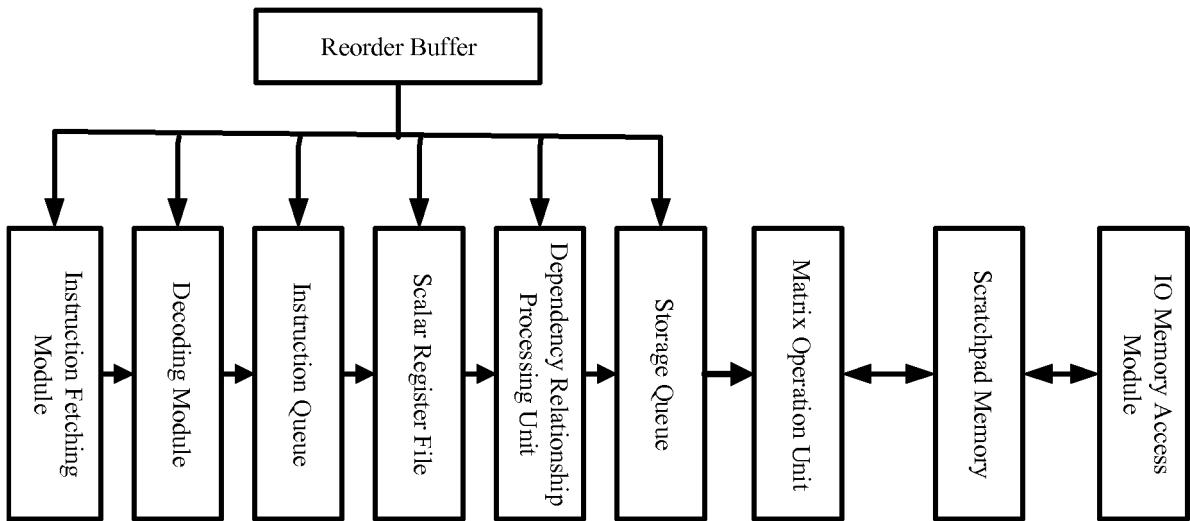 Reorder Buffer
Instruction Fetching
Module
Decoding Module
Instruction Queue
Scalar Register File
Dependency Relationship
Processing Unit
Storage Queue
Matrix Operation Unit
Scratchpad Memory
IO Memory Access
Module